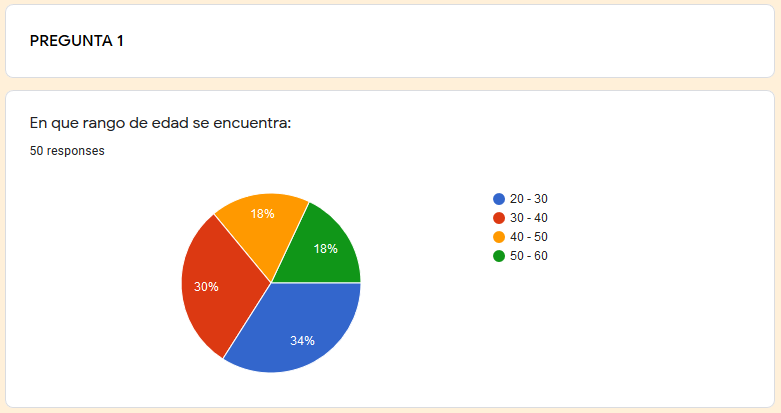 PREGUNTA 1
En que rango de edad se encuentra:
50 responses
18%
18%
30%
34%
20 - 30
30 - 40
40 - 50
50 - 60